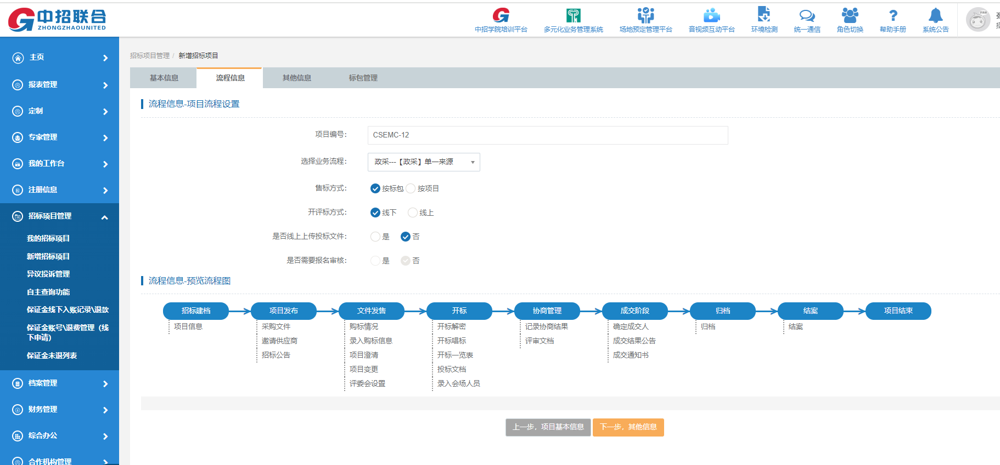 中招联合
ZHONGZHAOUNITED
中招学院培训平台
多元化业务管理系统
场地预定管理平台
音视频互动平台
环境检测
统一通信
角色切换
帮助手册
系统公告
主页
报表管理
定制
专家管理
我的工作台
注册信息
招标项目管理
我的招标项目
新增招标项目
异议投诉管理
自主查询功能
保证金线下入账记录\退款
保证金账号\退费管理（线
下申请）
保证金未退列表
档案管理
财务管理
综合办公
合作机构管理
招标项目管理 / 新增招标项目
基本信息 流程信息 其他信息 标包管理
流程信息-项目流程设置
项目编号： CSEMC-12
选择业务流程： 政采---【政采】单一来源
售标方式： 按标包 按项目
开评标方式： 线下 线上
是否线上上传投标文件： 是 否
是否需要报名审核： 是 否
流程信息-预览流程图
招标建档
项目信息
项目发布
采购文件
邀请供应商
招标公告
文件发售
购标情况
录入购标信息
项目澄清
项目变更
评委会设置
开标
开标解密
开标唱标
开标一览表
投标文档
录入会场人员
协商管理
记录协商结果
评审文档
成交阶段
确定成交人
成交结果公告
成交通知书
归档
归档
结案
结案
项目结束
上一步，项目基本信息 下一步，其他信息